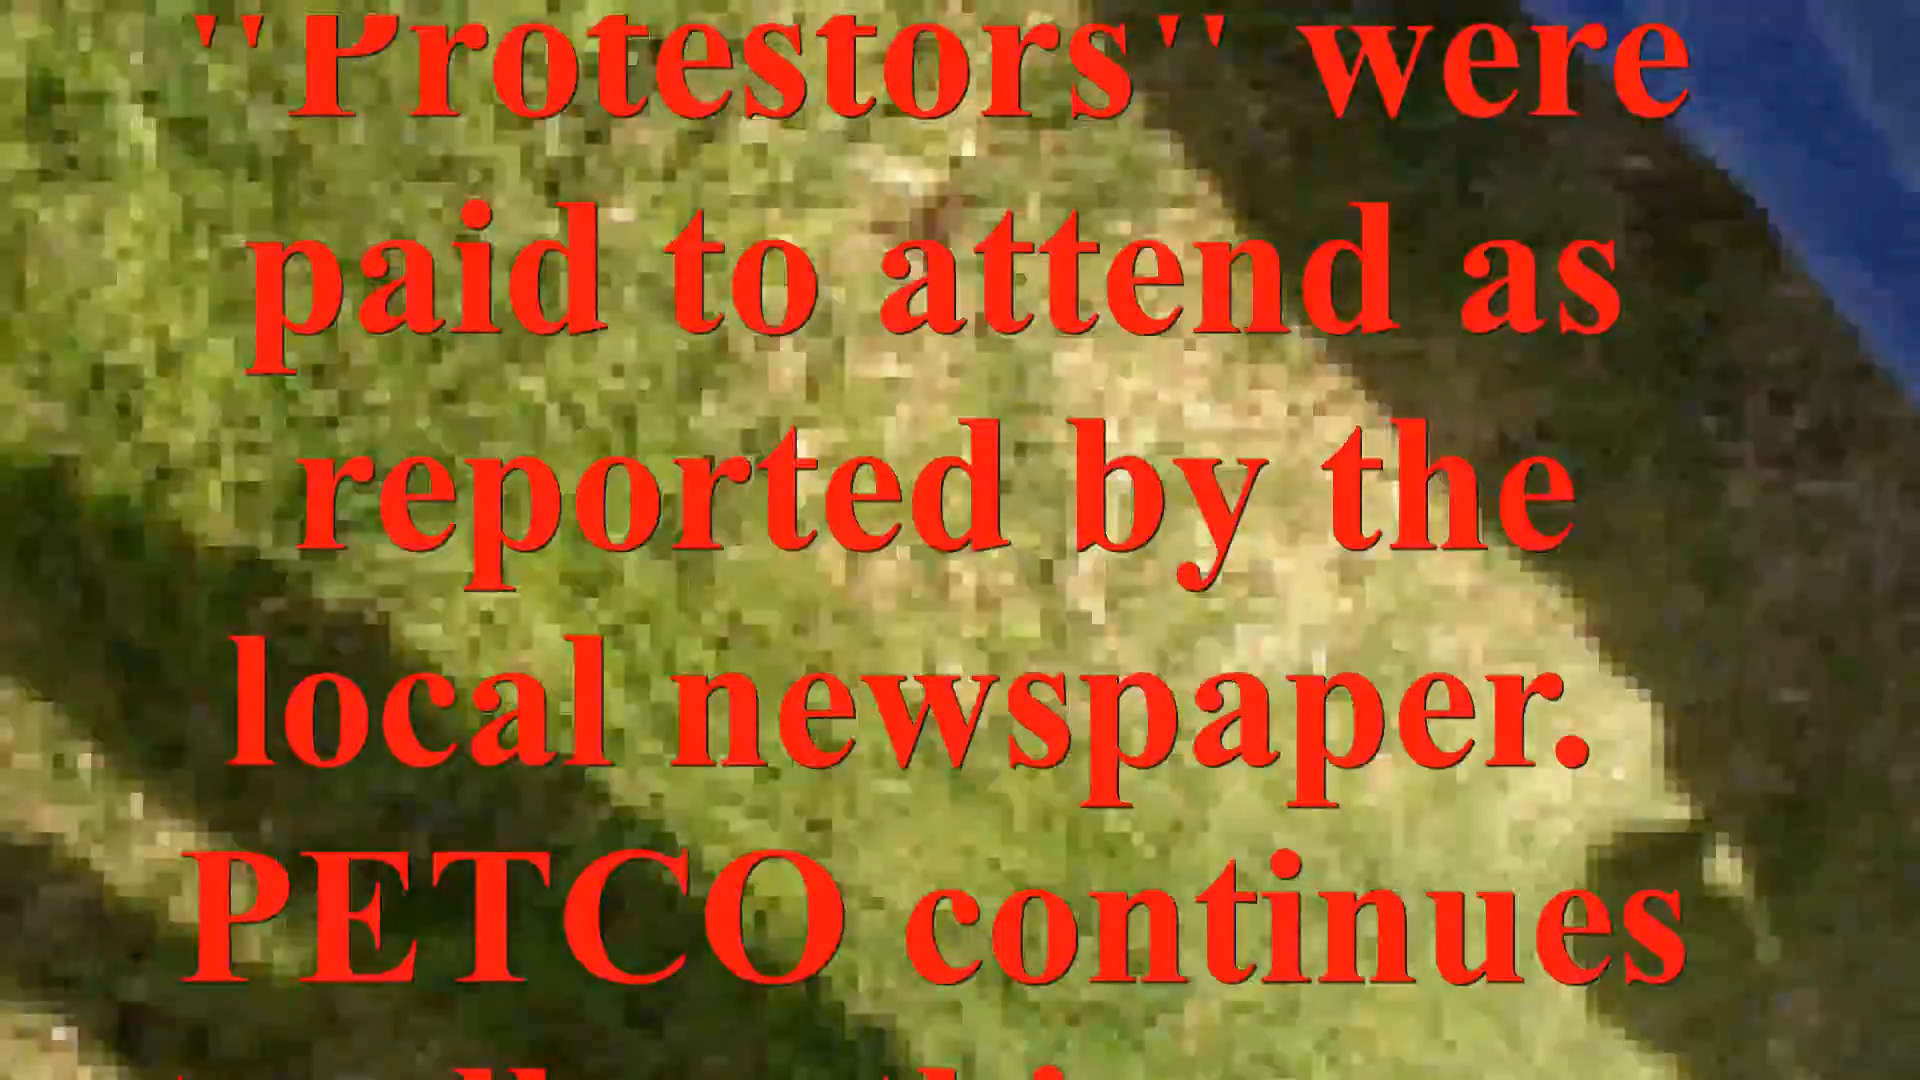 "Protestors" were
paid to attend as
reported by the
local newspaper.
PETCO continues